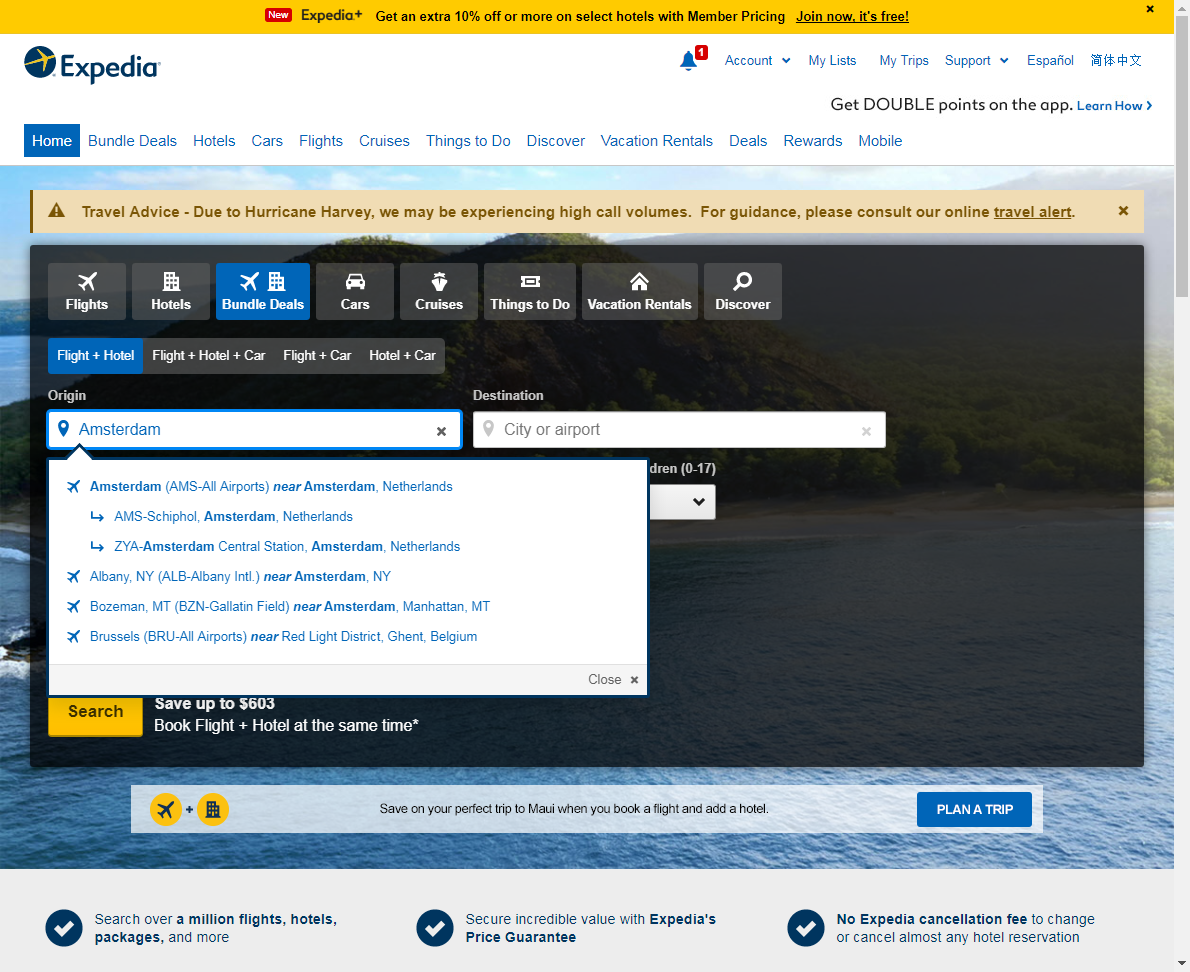 New Expedia+ Get an extra 10% off or more on select hotels with Member Pricing Join now, it's free!
Expedia
1 Account My Lists My Trips Support Español 简体中文
Get DOUBLE points on the app. Learn How
Home Bundle Deals Hotels Cars Flights Cruises Things to Do Discover Vacation Rentals Deals Rewards Mobile
Travel Advice - Due to Hurricane Harvey, we may be experiencing high call volumes. For guidance, please consult our online travel alert.
Flights Hotels Bundle Deals Cars Cruises Things to Do Vacation Rentals Discover
Flight + Hotel Flight + Hotel + Car Flight + Car Hotel + Car
Origin Destination
Amsterdam City or airport
dren (0-17)
Amsterdam (AMS-All Airports) near Amsterdam, Netherlands
AMS-Schiphol, Amsterdam, Netherlands
ZYA-Amsterdam Central Station, Amsterdam, Netherlands
Albany, NY (ALB-Albany Intl.) near Amsterdam, NY
Bozeman, MT (BZN-Gallatin Field) near Amsterdam, Manhattan, MT
Brussels (BRU-All Airports) near Red Light District, Ghent, Belgium
Close
Search Save up to $603
Book Flight + Hotel at the same time*
+ Save on your perfect trip to Maui when you book a flight and add a hotel. PLAN A TRIP
Search over a million flights, hotels,
packages, and more
Secure incredible value with Expedia's
Price Guarantee
No Expedia cancellation fee to change
or cancel almost any hotel reservation